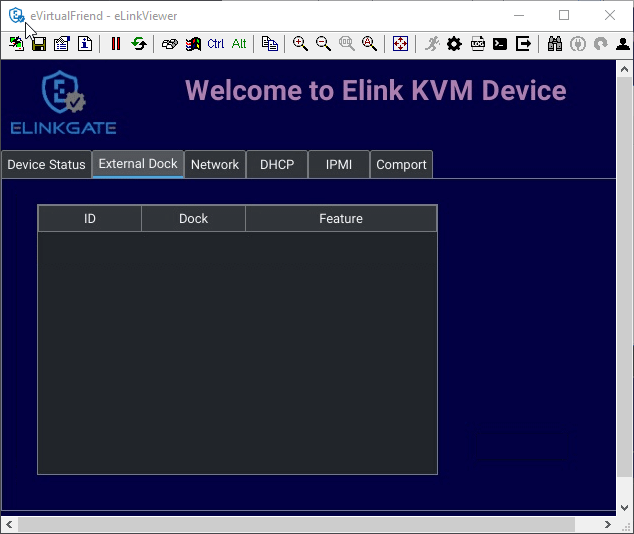 eVirtualFriend - eLinkViewer
Ctrl Alt
LOG
Welcome to Elink KVM Device
ELINKGATE
Device Status External Dock Network DHCP IPMI Comport
ID Dock Feature